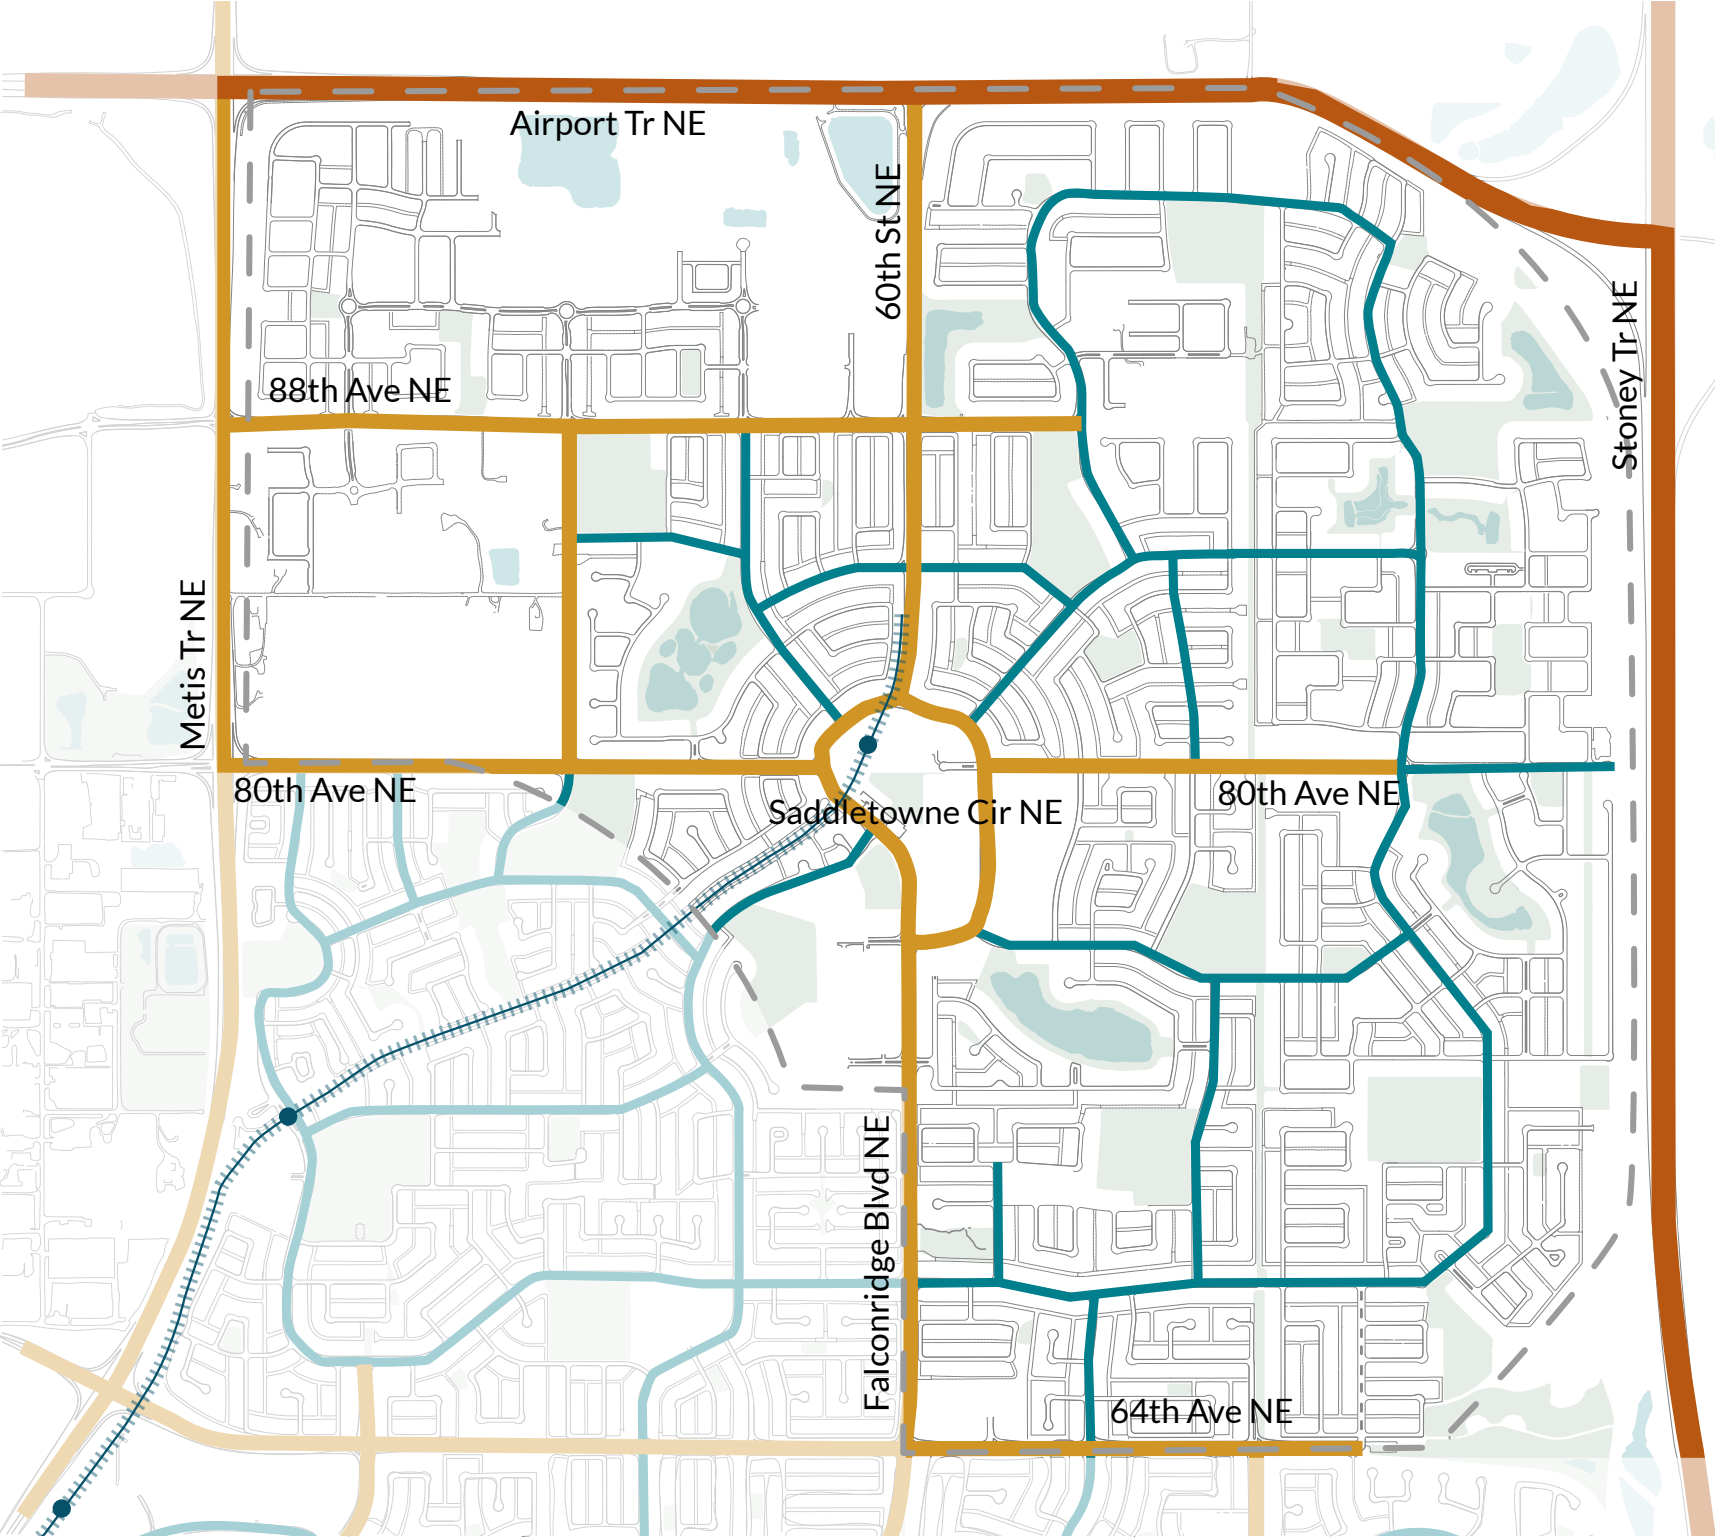 Airport Tr NE
60th St NE
Stoney Tr NE
88th Ave NE
Metis Tr NE
80th Ave NE
80th Ave NE
Saddletowne Cir NE
Falconridge Blvd NE
64th Ave NE